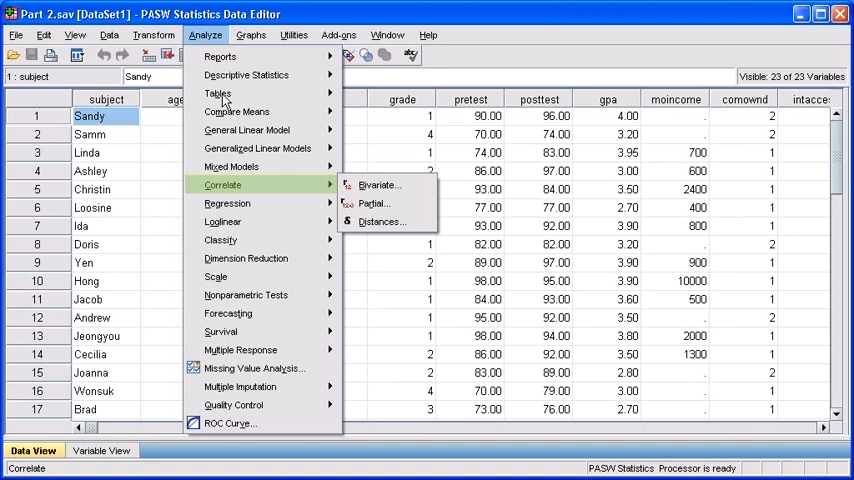 Part 2.sav [DataSet1] - PASW Statistics Data Editor
File Edit View Data Transform Analyze Graphs Utilities Add-ons Window Help
1 : subject Sandy Visible: 23 of 23 Variables
subject age grade pretest posttest gpa moincome comownd intacces
1 Sandy 1 90.00 96.00 4.00 . 2
2 Samm 4 70.00 74.00 3.20 . 2
3 Linda 1 74.00 83.00 3.95 700 1
4 Ashley 2 86.00 97.00 3.00 600 1
5 Christin 93.00 84.00 3.50 2400 1
6 Loosine 77.00 77.00 2.70 400 1
7 Ida 93.00 92.00 3.90 800 1
8 Doris 1 82.00 82.00 3.20 . 2
9 Yen 2 89.00 97.00 3.90 900 1
10 Hong 1 84.00 92.00 3.90 10000 1
11 Jacob 1 84.00 93.00 3.60 500 1
12 Andrew 1 95.00 92.00 3.50 . 2
13 Jeongyou 1 98.00 94.00 3.80 2000 1
14 Cecilia 2 86.00 92.00 3.50 1300 1
15 Joanna 2 83.00 89.00 2.80 . 2
16 Wonsuk 4 70.00 79.00 3.00 . 1
17 Brad 3 73.00 76.00 2.70 . 1
Reports
Descriptive Statistics
Tables
Compare Means
General Linear Model
Generalized Linear Models
Mixed Models
Correlate
Regression
Loglinear
Classify
Dimension Reduction
Scale
Nonparametric Tests
Forecasting
Survival
Multiple Response
Missing Value Analysis...
Multiple Imputation
Quality Control
ROC Curve...
Bivariate...
Partial...
Distances...
Data View Variable View
Correlate PASW Statistics Processor is ready